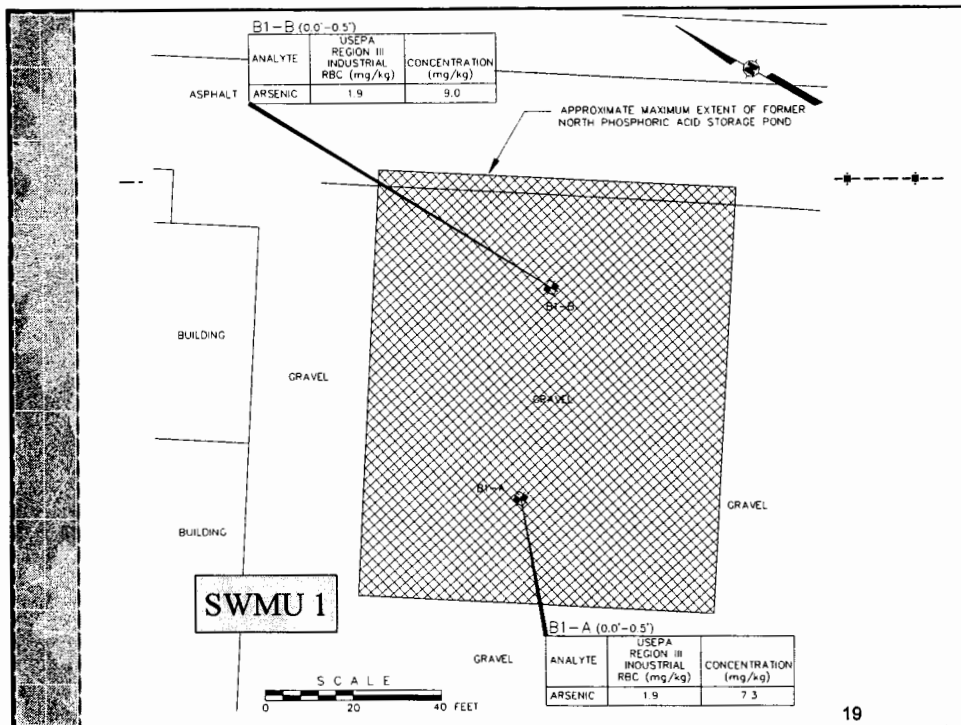 B1-B (0.0'-0.5')
ANALYTE
USEPA
REGION III
INDUSTRIAL
RBC (mg/kg)
CONCENTRATION
(mg/kg)
ARSENIC
1.9
9.0
ASPHALT
APPROXIMATE MAXIMUM EXTENT OF FORMER
NORTH PHOSPHORIC ACID STORAGE POND
B1-B
BUILDING
GRAVEL
GRAVEL
B1-A
GRAVEL
BUILDING
SWMU 1
B1-A (0.0'-0.5')
ANALYTE
USEPA
REGION III
INDUSTRIAL
RBC (mg/kg)
CONCENTRATION
(mg/kg)
ARSENIC
1.9
7.3
GRAVEL
SCALE
0 20 40 FEET
19